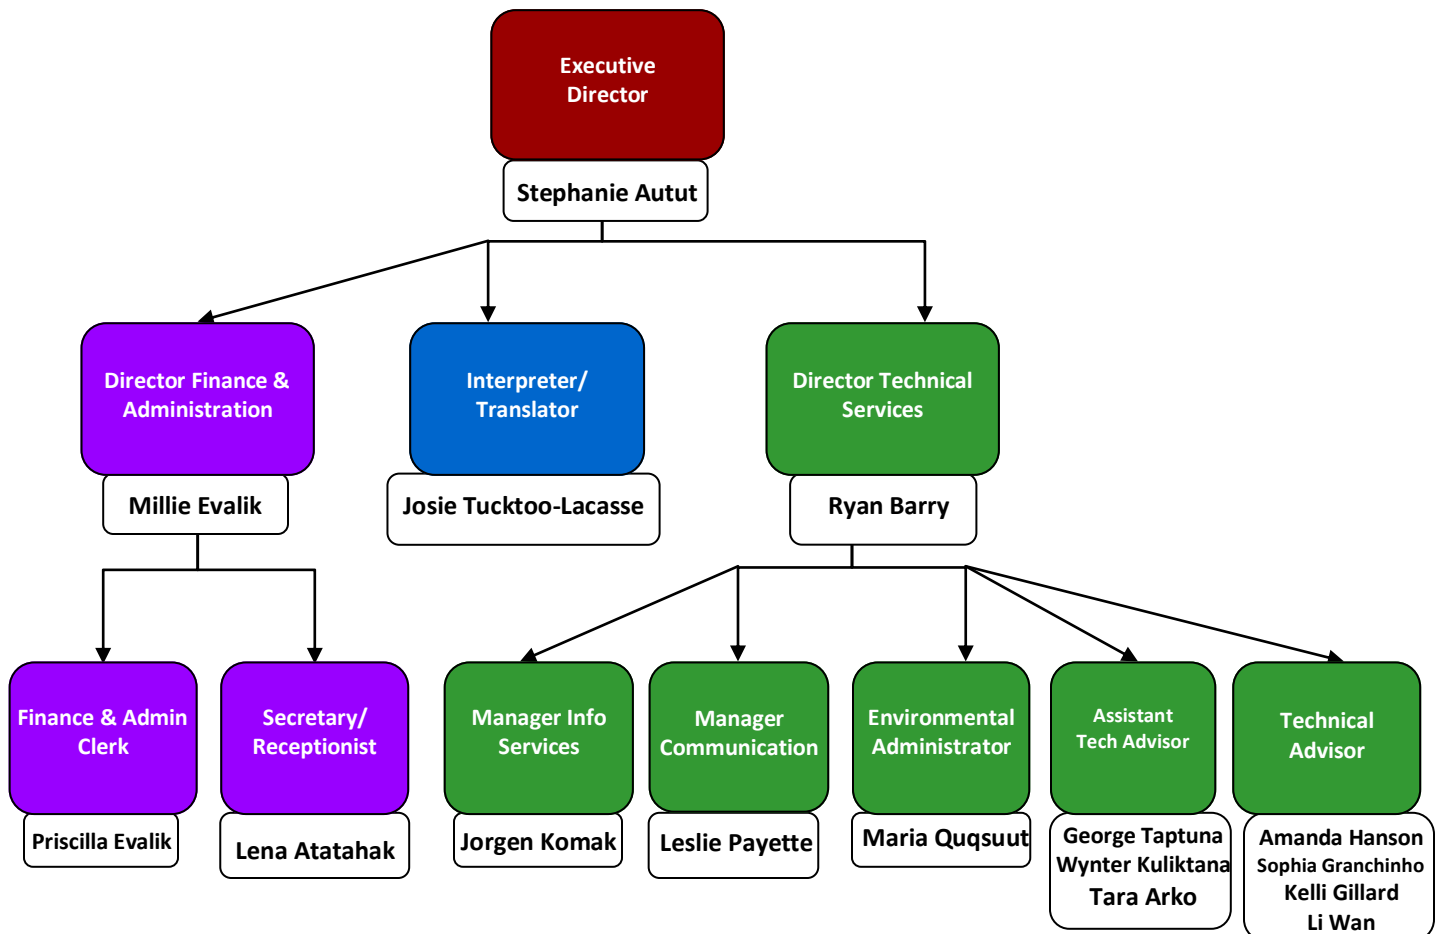 Executive
Director
Stephanie Autut
Director Finance &
Administration
Millie Evalik
Interpreter/
Translator
Josie Tucktoo-Lacasse
Director Technical
Services
Ryan Barry
Finance & Admin
Clerk
Priscilla Evalik
Secretary/
Receptionist
Lena Atatahak
Manager Info
Services
Jorgen Komak
Manager
Communication
Leslie Payette
Environmental
Administrator
Maria Quqsuut
Assistant
Tech Advisor
George Taptuna
Wynter Kuliktana
Tara Arko
Technical
Advisor
Amanda Hanson
Sophia Granchinho
Kelli Gillard
Li Wan